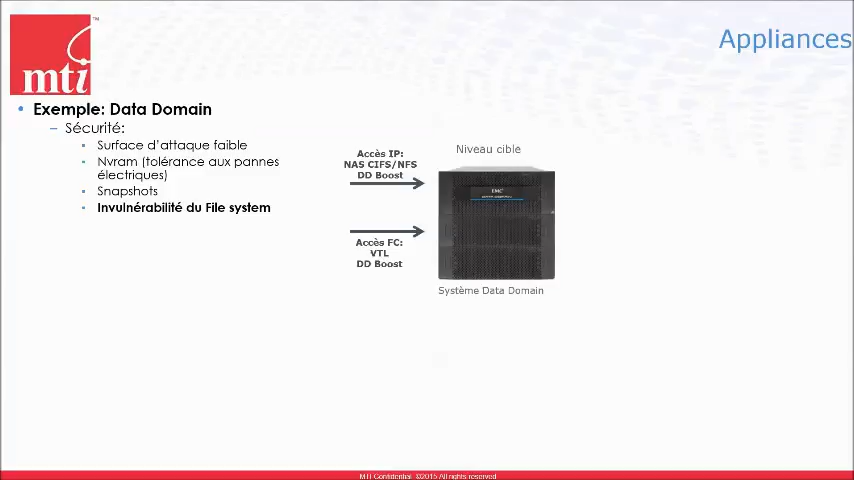 mti
TM
Appliances
Exemple: Data Domain
– Sécurité:
Surface d’attaque faible
Nvram (tolérance aux pannes
électriques)
Snapshots
Invulnérabilité du File system
Accès IP:
NAS CIFS/NFS
DD Boost
Accès FC:
VTL
DD Boost
Niveau cible
EMC
Système Data Domain
MTI Confidential ©2015 All rights reserved